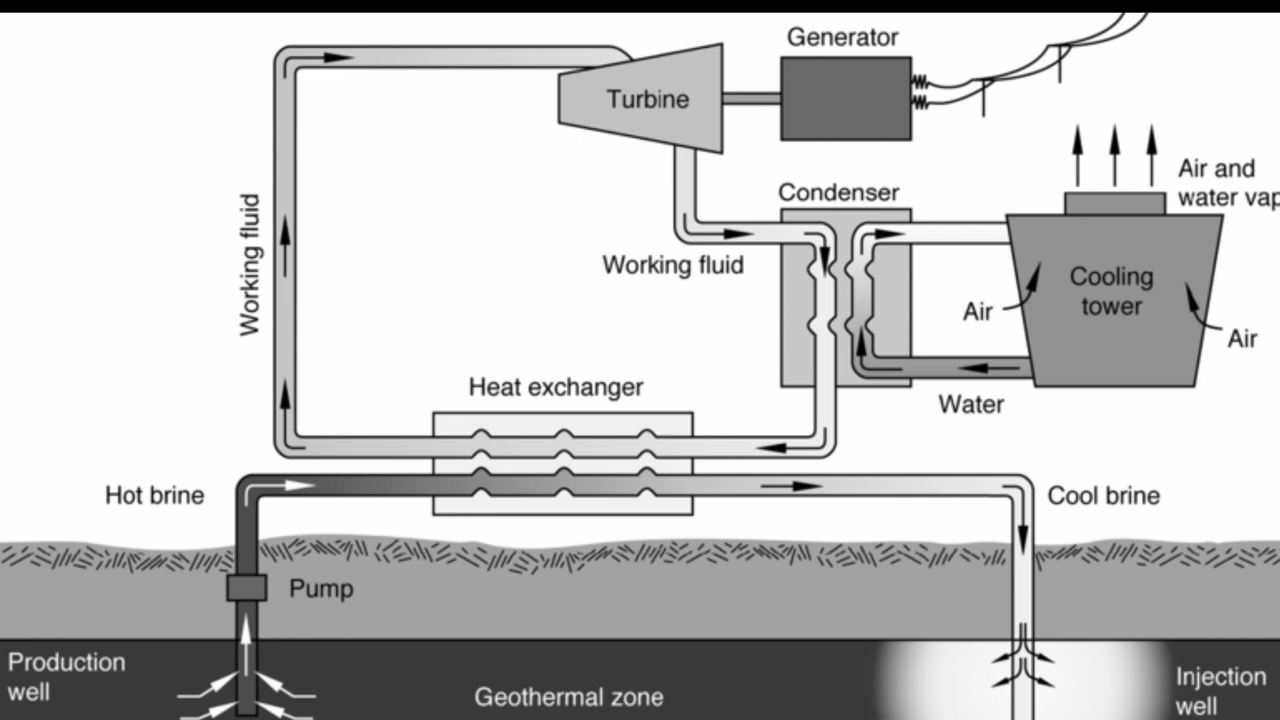 Generator
Turbine
Air and
water vap
Condenser
Working fluid
Working fluid
Cooling
tower
Air
Air
Water
Heat exchanger
Hot brine
Cool brine
Pump
Production
well
Geothermal zone
Injection
well